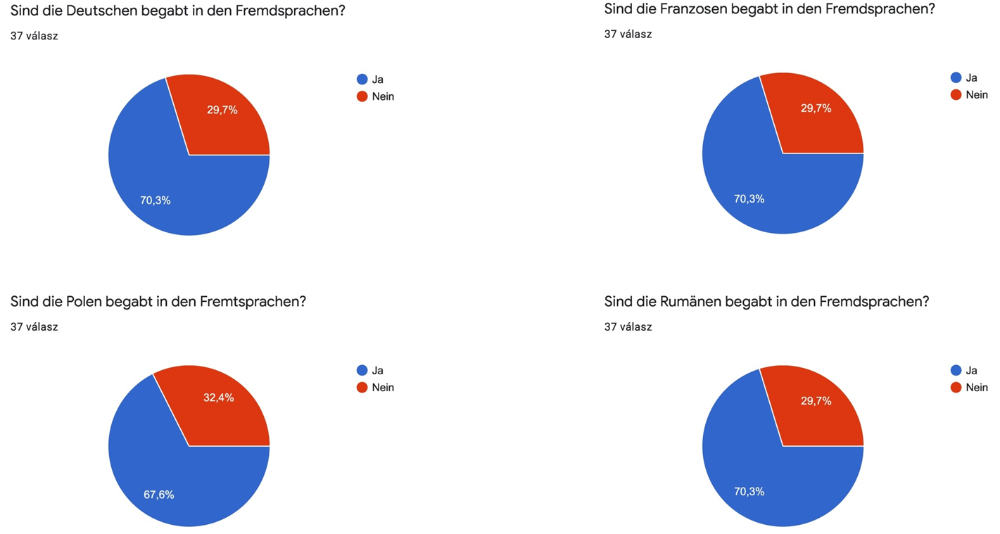 Sind die Deutschen begabt in den Fremdsprachen?
37 válasz
Ja
Nein
29,7%
70,3%
Sind die Franzosen begabt in den Fremdsprachen?
37 válasz
Ja
Nein
29,7%
70,3%
Sind die Polen begabt in den Fremtsprachen?
37 válasz
Ja
Nein
32,4%
67,6%
Sind die Rumänen begabt in den Fremdsprachen?
37 válasz
Ja
Nein
29,7%
70,3%